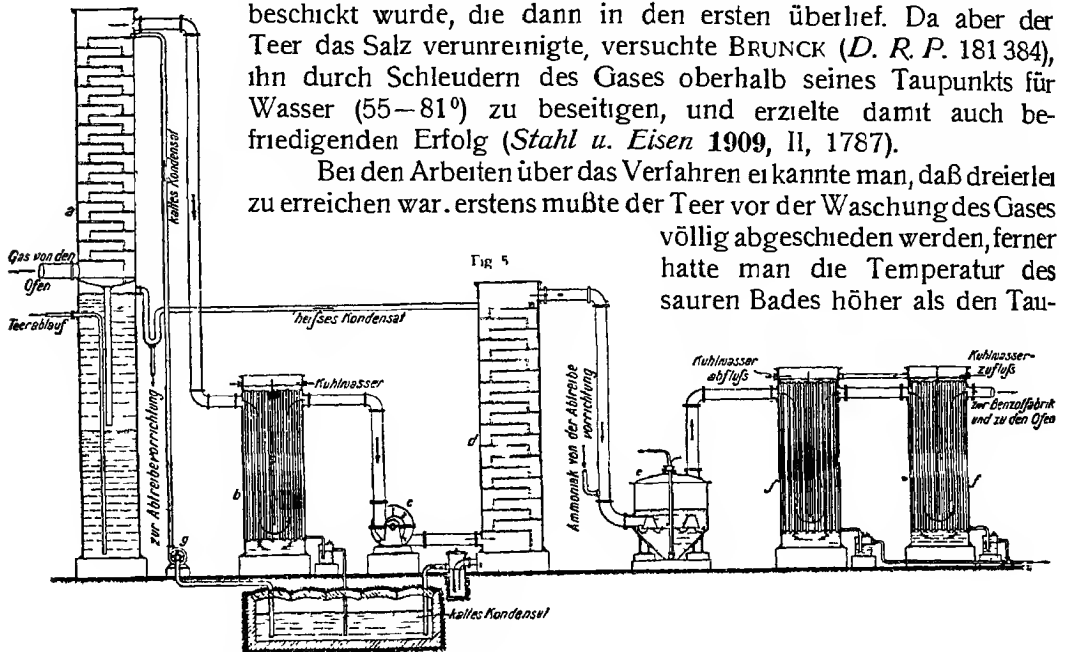 beschickt wurde, die dann in den ersten überlief. Da aber der
Teer das Salz verunreinigte, versuchte BRUNCK (D. R. P. 181 384),
ihn durch Schleudern des Gases oberhalb seines Taupunkts für
Wasser (55—81⁰) zu beseitigen, und erzielte damit auch be-
friedigenden Erfolg (Stahl u. Eisen 1909, II, 1787).
Bei den Arbeiten über das Verfahren erkannte man, daß dreierlei
zu erreichen war. erstens mußte der Teer vor der Waschung des Gases
völlig abgeschieden werden, ferner
hatte man die Temperatur des
sauren Bades höher als den Tau-
Fig 5
a
kaltes Kondensat
Gas von den
Ofen
Teerablauf
zur Abtreibevorrichtung
heißes Kondensat
Kuhlwasser
b
c
g
d
Ammoniak von der Abtreibe
vorrichtung
e
Kuhlwasser
abfluß
Kuhlwasser-
zufluß
zur Benzolfabrik
und zu den Ofen
f
f
kaltes Kondensat